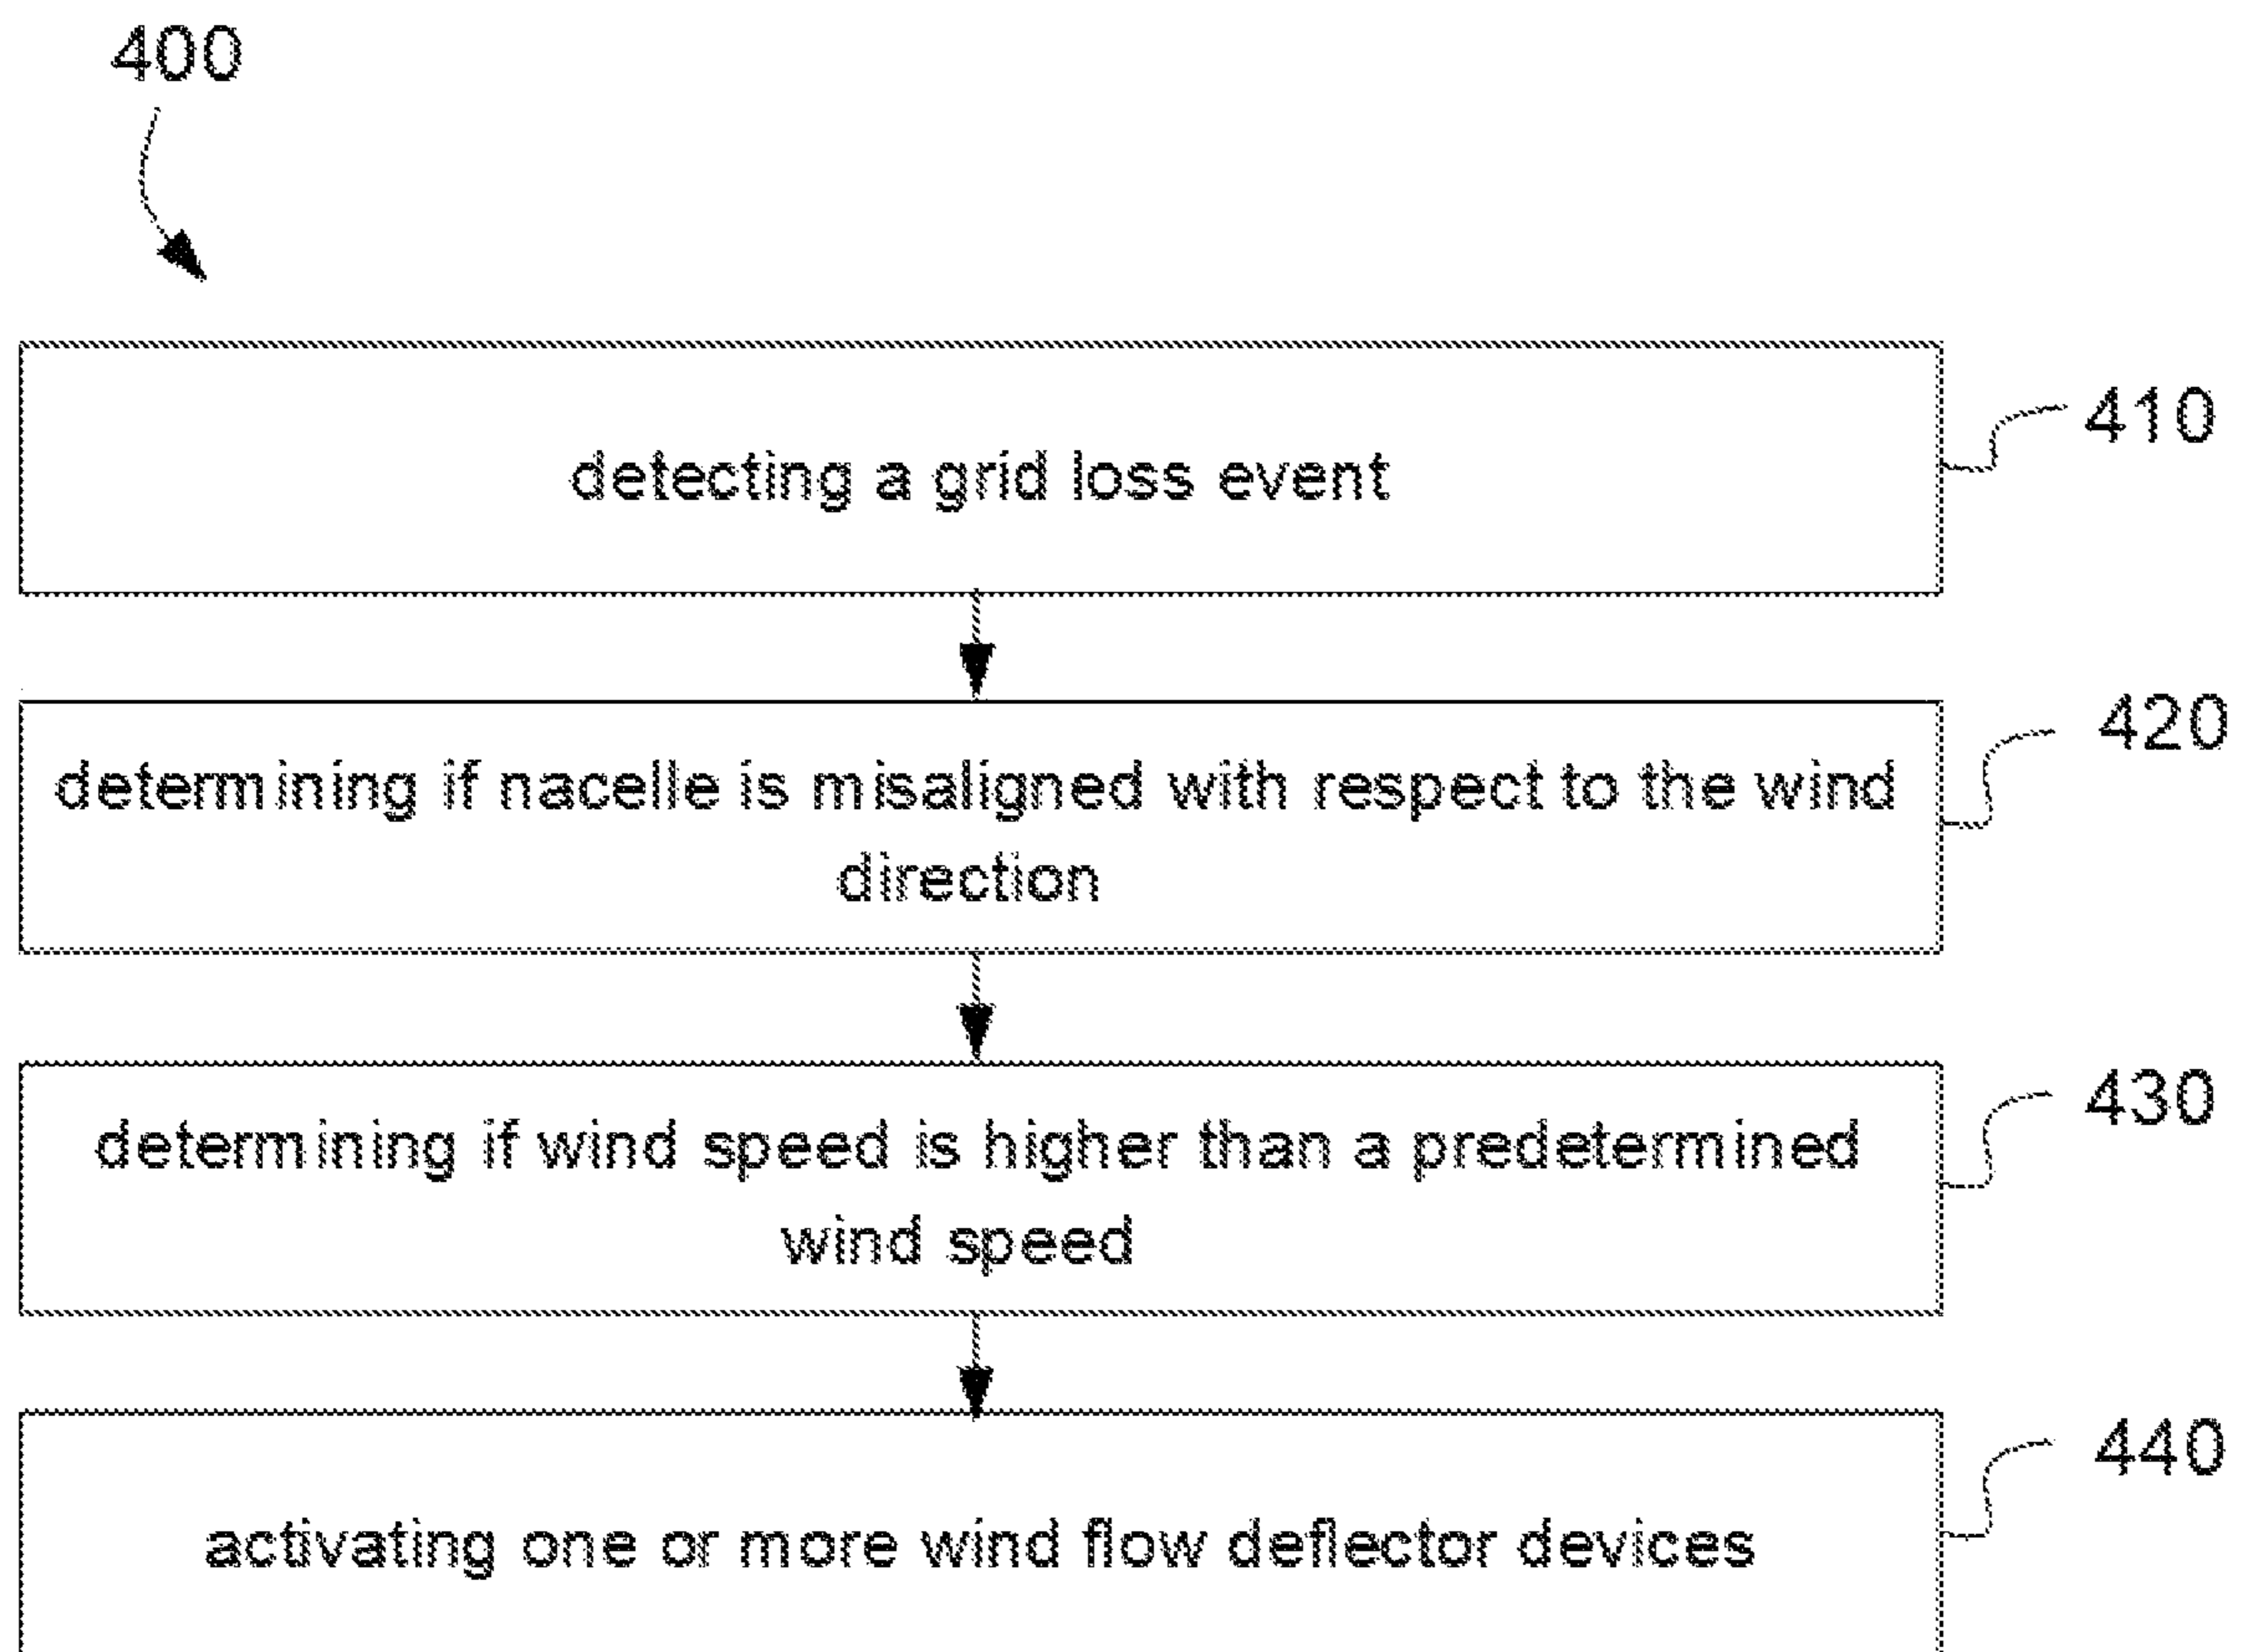 400
detecting a grid loss event
410
determining if nacelle is misaligned with respect to the wind
direction
420
determining if wind speed is higher than a predetermined
wind speed
430
activating one or more wind flow deflector devices
440